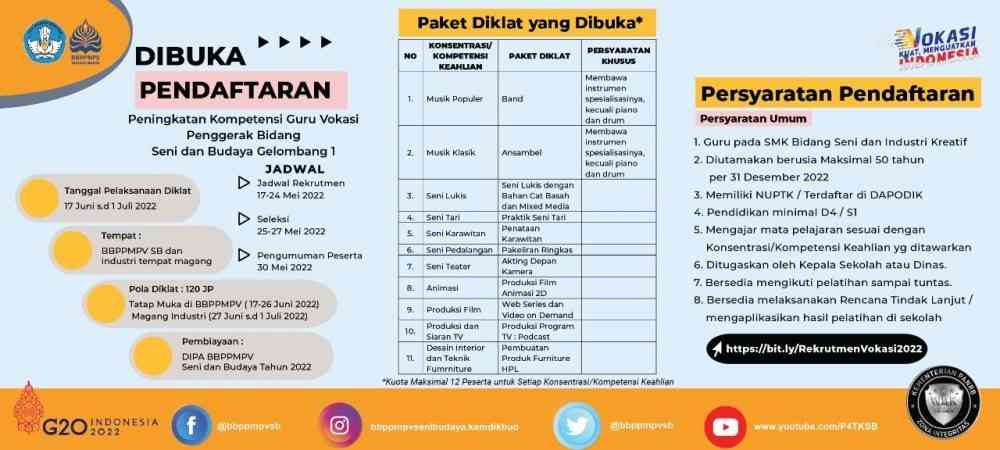 BBPPMPV
DIBUKA
PENDAFTARAN
Peningkatan Kompetensi Guru Vokasi
Penggerak Bidang
Seni dan Budaya Gelombang 1
JADWAL
Jadwal Rekrutmen
17-24 Mei 2022
Seleksi
25-27 Mei 2022
Pengumuman Peserta
30 Mei 2022
Tanggal Pelaksanaan Diklat
17 Juni s.d 1 Juli 2022
Tempat :
BBPPMPV SB dan
industri tempat magang
Pola Diklat : 120 JP
Tatap Muka di BBPPMPV ( 17-26 Juni 2022)
Magang Industri (27 Juni s.d 1 Juli 2022)
Pembiayaan :
DIPA BBPPMPV
Seni dan Budaya Tahun 2022
Paket Diklat yang Dibuka*
NO KONSENTRASI/ KOMPETENSI KEAHLIAN PAKET DIKLAT PERSYARATAN KHUSUS
1. Musik Populer Band Membawa instrumen spesialisasinya, kecuali piano dan drum
2. Musik Klasik Ansambel Membawa instrumen spesialisasinya, kecuali piano dan drum
3. Seni Lukis Seni Lukis dengan Bahan Cat Basah dan Mixed Media
4. Seni Tari Praktik Seni Tari
5. Seni Karawitan Penataan Karawitan
6. Seni Pedalangan Pakeliran Ringkas
7. Seni Teater Akting Depan Kamera
8. Animasi Produksi Film Animasi 2D
9. Produksi Film Web Series dan Video on Demand
10. Produksi dan Siaran TV Produksi Program TV : Podcast
11. Desain Interior dan Teknik Fumrniture Pembuatan Produk Furniture HPL
*Kuota Maksimal 12 Peserta untuk Setiap Konsentrasi/Kompetensi Keahlian
VOKASI
KUAT, MENGUATKAN
INDONESIA
Persyaratan Pendaftaran
Persyaratan Umum
1. Guru pada SMK Bidang Seni dan Industri Kreatif
2. Diutamakan berusia Maksimal 50 tahun
per 31 Desember 2022
3. Memiliki NUPTK / Terdaftar di DAPODIK
4. Pendidikan minimal D4 / S1
5. Mengajar mata pelajaran sesuai dengan
Konsentrasi/Kompetensi Keahlian yg ditawarkan
6. Ditugaskan oleh Kepala Sekolah atau Dinas.
7. Bersedia mengikuti pelatihan sampai tuntas.
8. Bersedia melaksanakan Rencana Tindak Lanjut /
mengaplikasikan hasil pelatihan di sekolah
https://bit.ly/RekrutmenVokasi2022
G20 INDONESIA
2022
@bbppmpvsb
bbppmpvsenibudaya.kemdikbud
@bbppmpvsb
www.youtube.com/P4TKSB
KEMENTERIAN PANRB
ZONA INTEGRITAS